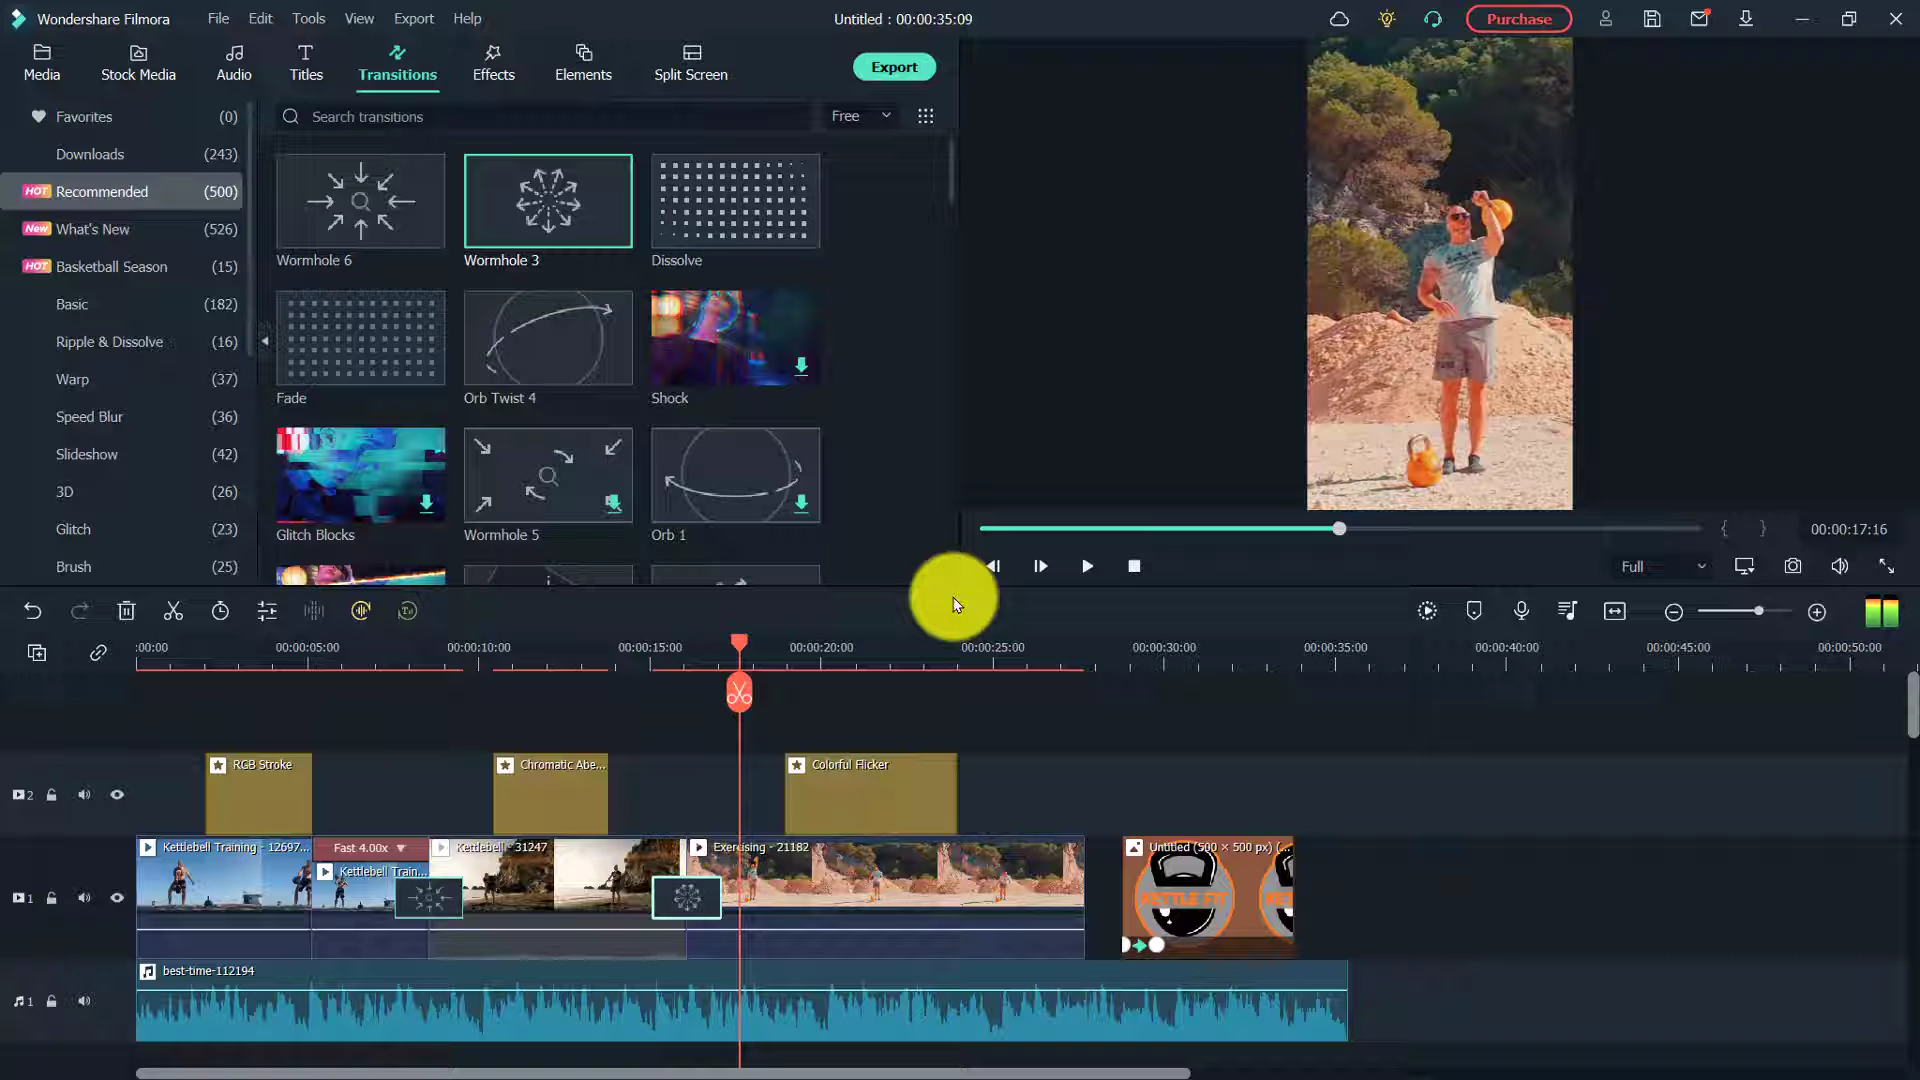 Wondershare Filmora File Edit Tools View Export Help Untitled : 00:00:35:09 Purchase
Media Stock Media Audio Titles Transitions Effects Elements Split Screen Export
Favorites (0)
Downloads (243)
HOT Recommended (500)
New What's New (526)
HOT Basketball Season (15)
Basic (182)
Ripple & Dissolve (16)
Warp (37)
Speed Blur (36)
Slideshow (42)
3D (26)
Glitch (23)
Brush (25)
Search transitions Free
Wormhole 6 Wormhole 3 Dissolve
Fade Orb Twist 4 Shock
Glitch Blocks Wormhole 5 Orb 1
00:00:17:16
Full
:00:00 00:00:05:00 00:00:10:00 00:00:15:00 00:00:20:00 00:00:25:00 00:00:30:00 00:00:35:00 00:00:40:00 00:00:45:00 00:00:50:00
2 RGB Stroke Chromatic Abe... Colorful Flicker
Kettlebell Training - 12697... Fast 4.00x Kettlebell - 31247 Exercising - 21182 Untitled (500 × 500 px) (...
Kettlebell Train...
1
KETTLE FIT
best-time-112194
1